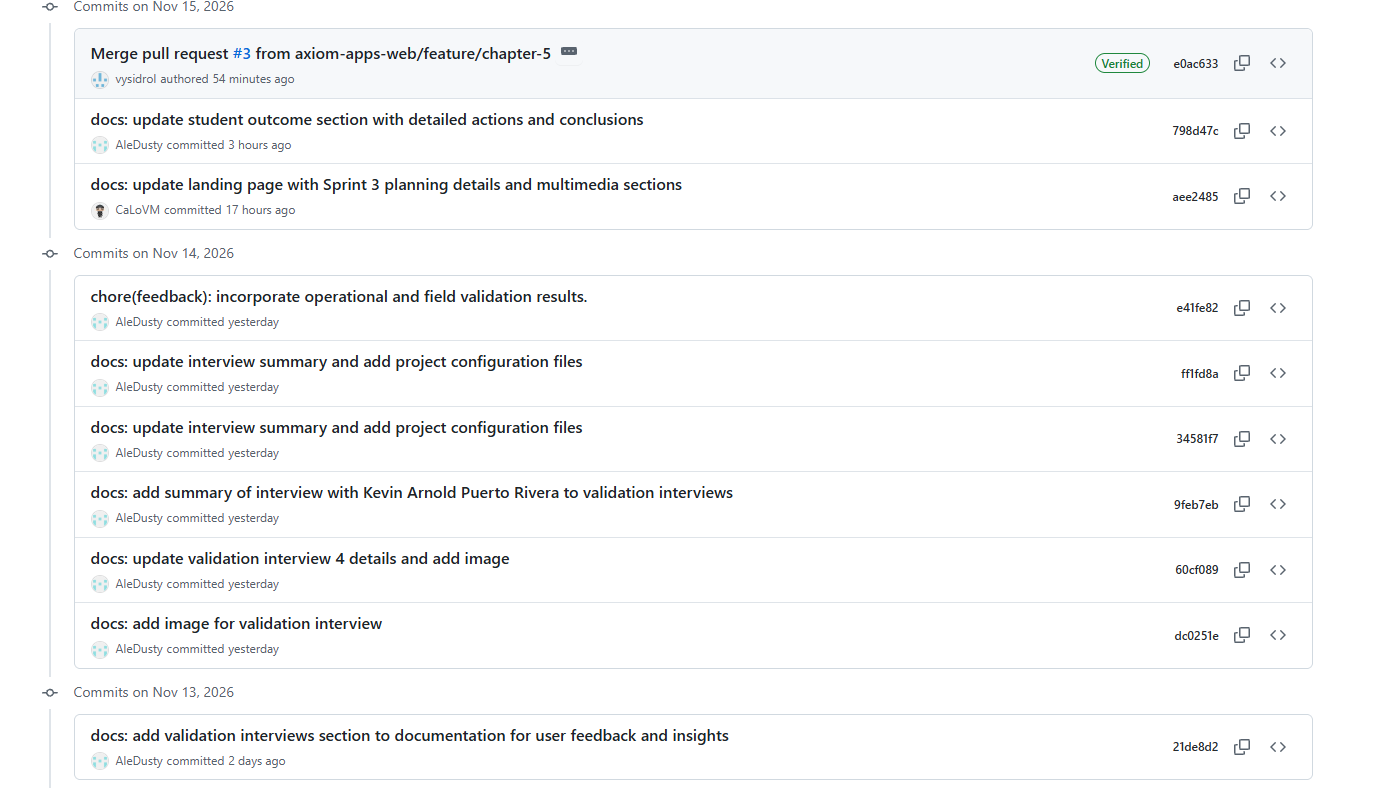 Commits on Nov 15, 2026
Merge pull request #3 from axiom-apps-web/feature/chapter-5
Verified
e0ac633
vysidrol authored 54 minutes ago
docs: update student outcome section with detailed actions and conclusions
798d47c
AleDusty committed 3 hours ago
docs: update landing page with Sprint 3 planning details and multimedia sections
aee2485
CaLoVM committed 17 hours ago
Commits on Nov 14, 2026
chore(feedback): incorporate operational and field validation results.
e41fe82
AleDusty committed yesterday
docs: update interview summary and add project configuration files
ff1fd8a
AleDusty committed yesterday
docs: update interview summary and add project configuration files
34581f7
AleDusty committed yesterday
docs: add summary of interview with Kevin Arnold Puerto Rivera to validation interviews
9feb7eb
AleDusty committed yesterday
docs: update validation interview 4 details and add image
60cf089
AleDusty committed yesterday
docs: add image for validation interview
dc0251e
AleDusty committed yesterday
Commits on Nov 13, 2026
docs: add validation interviews section to documentation for user feedback and insights
21de8d2
AleDusty committed 2 days ago